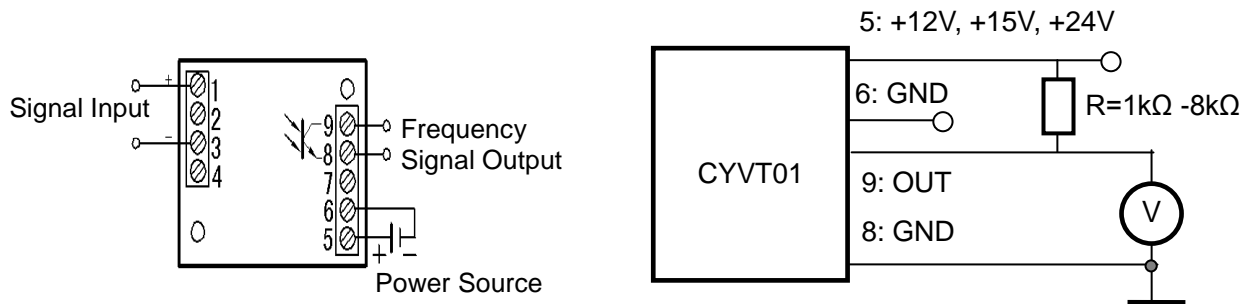 Signal Input
+
-
1
2
3
4
9
8
7
6
5
Frequency
Signal Output
+ -
Power Source
5: +12V, +15V, +24V
6: GND
R=1kΩ -8kΩ
CYVT01
9: OUT
8: GND
V